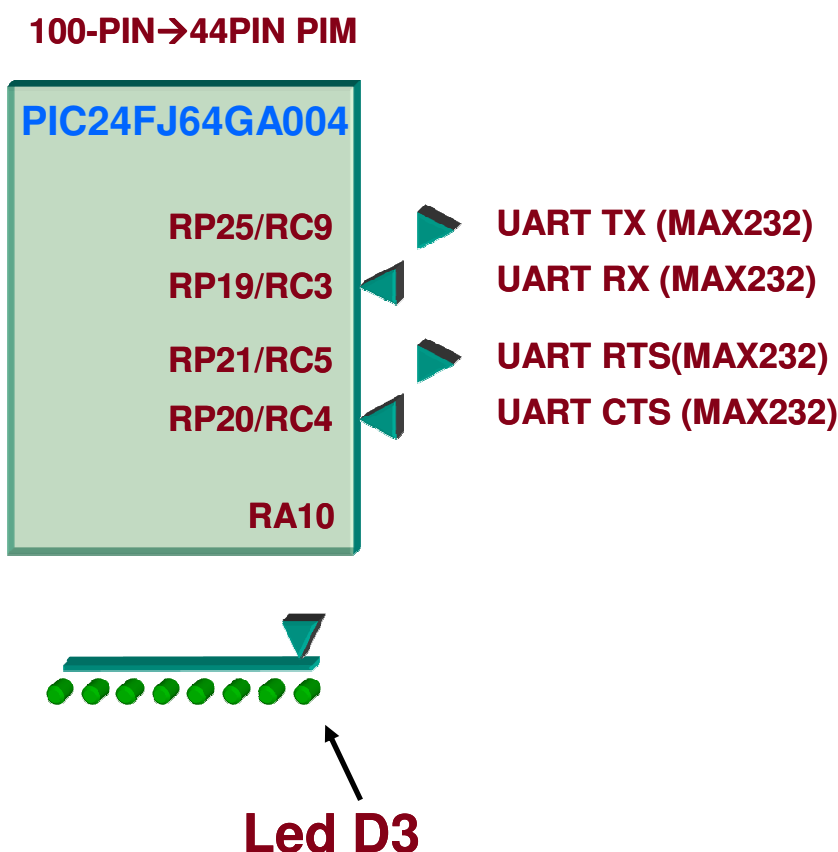 100-PIN→44PIN PIM
PIC24FJ64GA004
RP25/RC9 UART TX (MAX232)
RP19/RC3 UART RX (MAX232)
RP21/RC5 UART RTS(MAX232)
RP20/RC4 UART CTS (MAX232)
RA10
Led D3